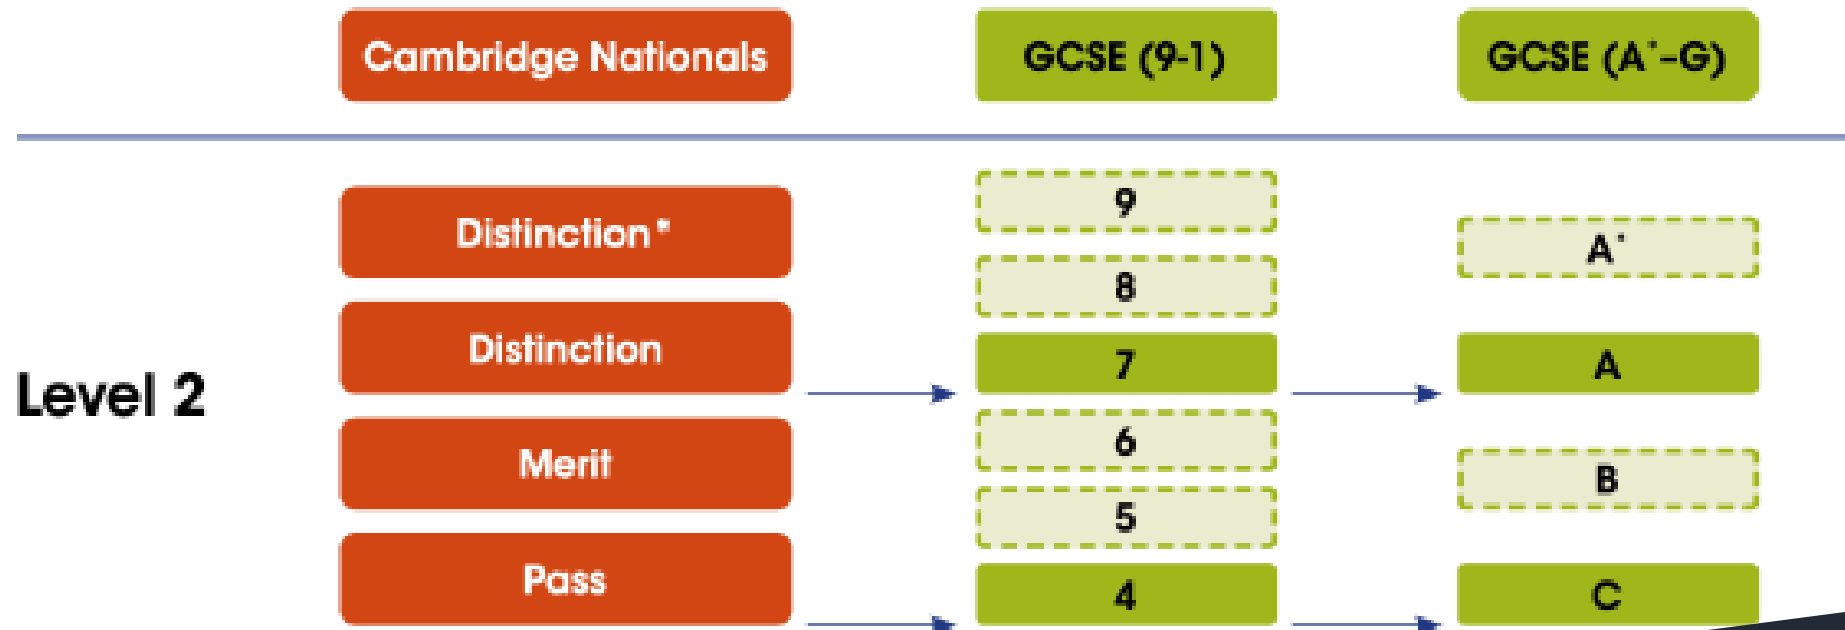 Cambridge Nationals
GCSE (9-1)
GCSE (A*-G)
Level 2
Distinction*
Distinction
Merit
Pass
9
8
7
6
5
4
A*
A
B
C